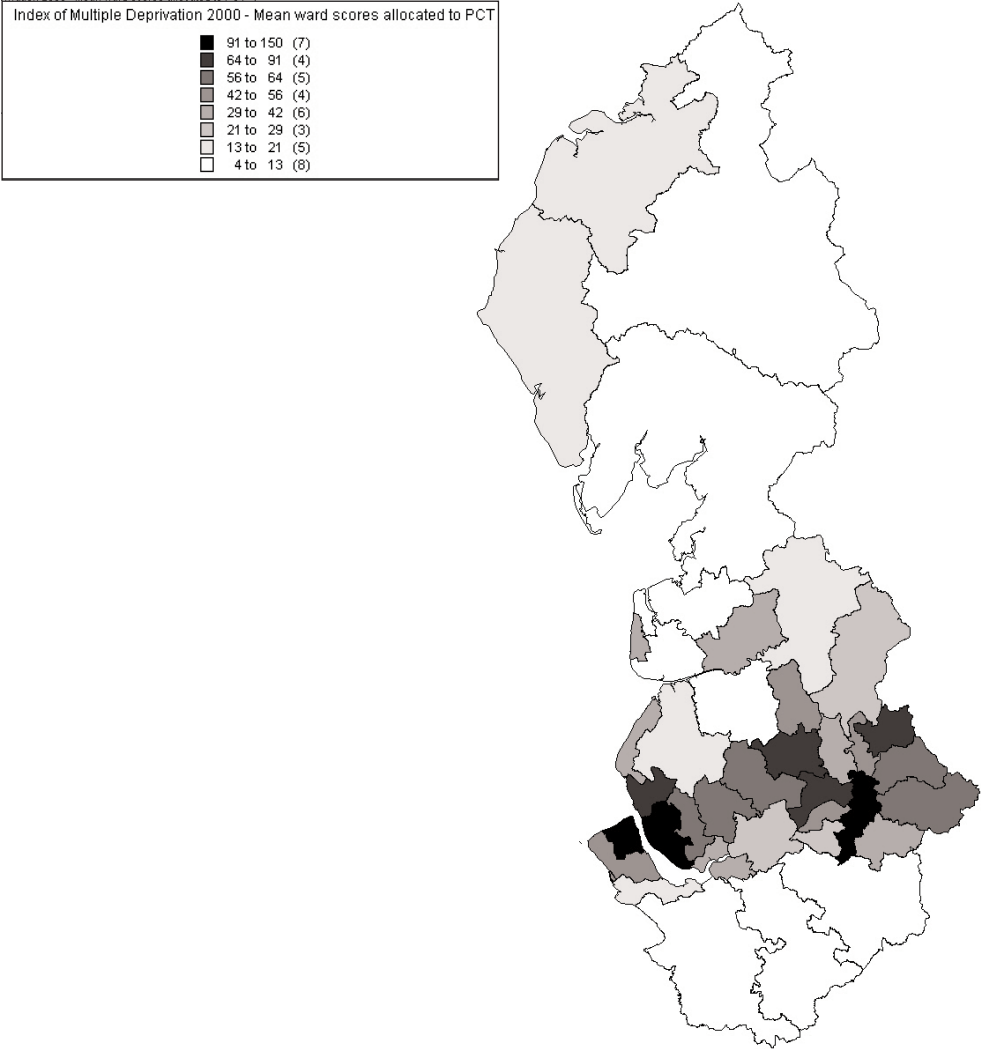 Index of Multiple Deprivation 2000 - Mean ward scores allocated to PCT
91 to 150 (7)
64 to 91 (4)
56 to 64 (5)
42 to 56 (4)
29 to 42 (6)
21 to 29 (3)
13 to 21 (5)
4 to 13 (8)